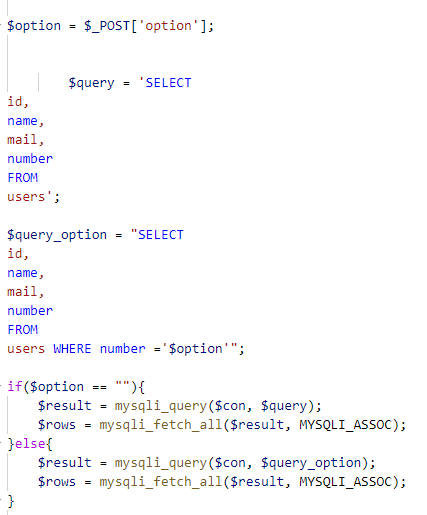 $option = $_POST['option'];
$query = 'SELECT
id,
name,
mail,
number
FROM
users';
$query_option = "SELECT
id,
name,
mail,
number
FROM
users WHERE number ='$option'";
if($option == ""){
$result = mysqli_query($con, $query);
$rows = mysqli_fetch_all($result, MYSQLI_ASSOC);
}else{
$result = mysqli_query($con, $query_option);
$rows = mysqli_fetch_all($result, MYSQLI_ASSOC);
}